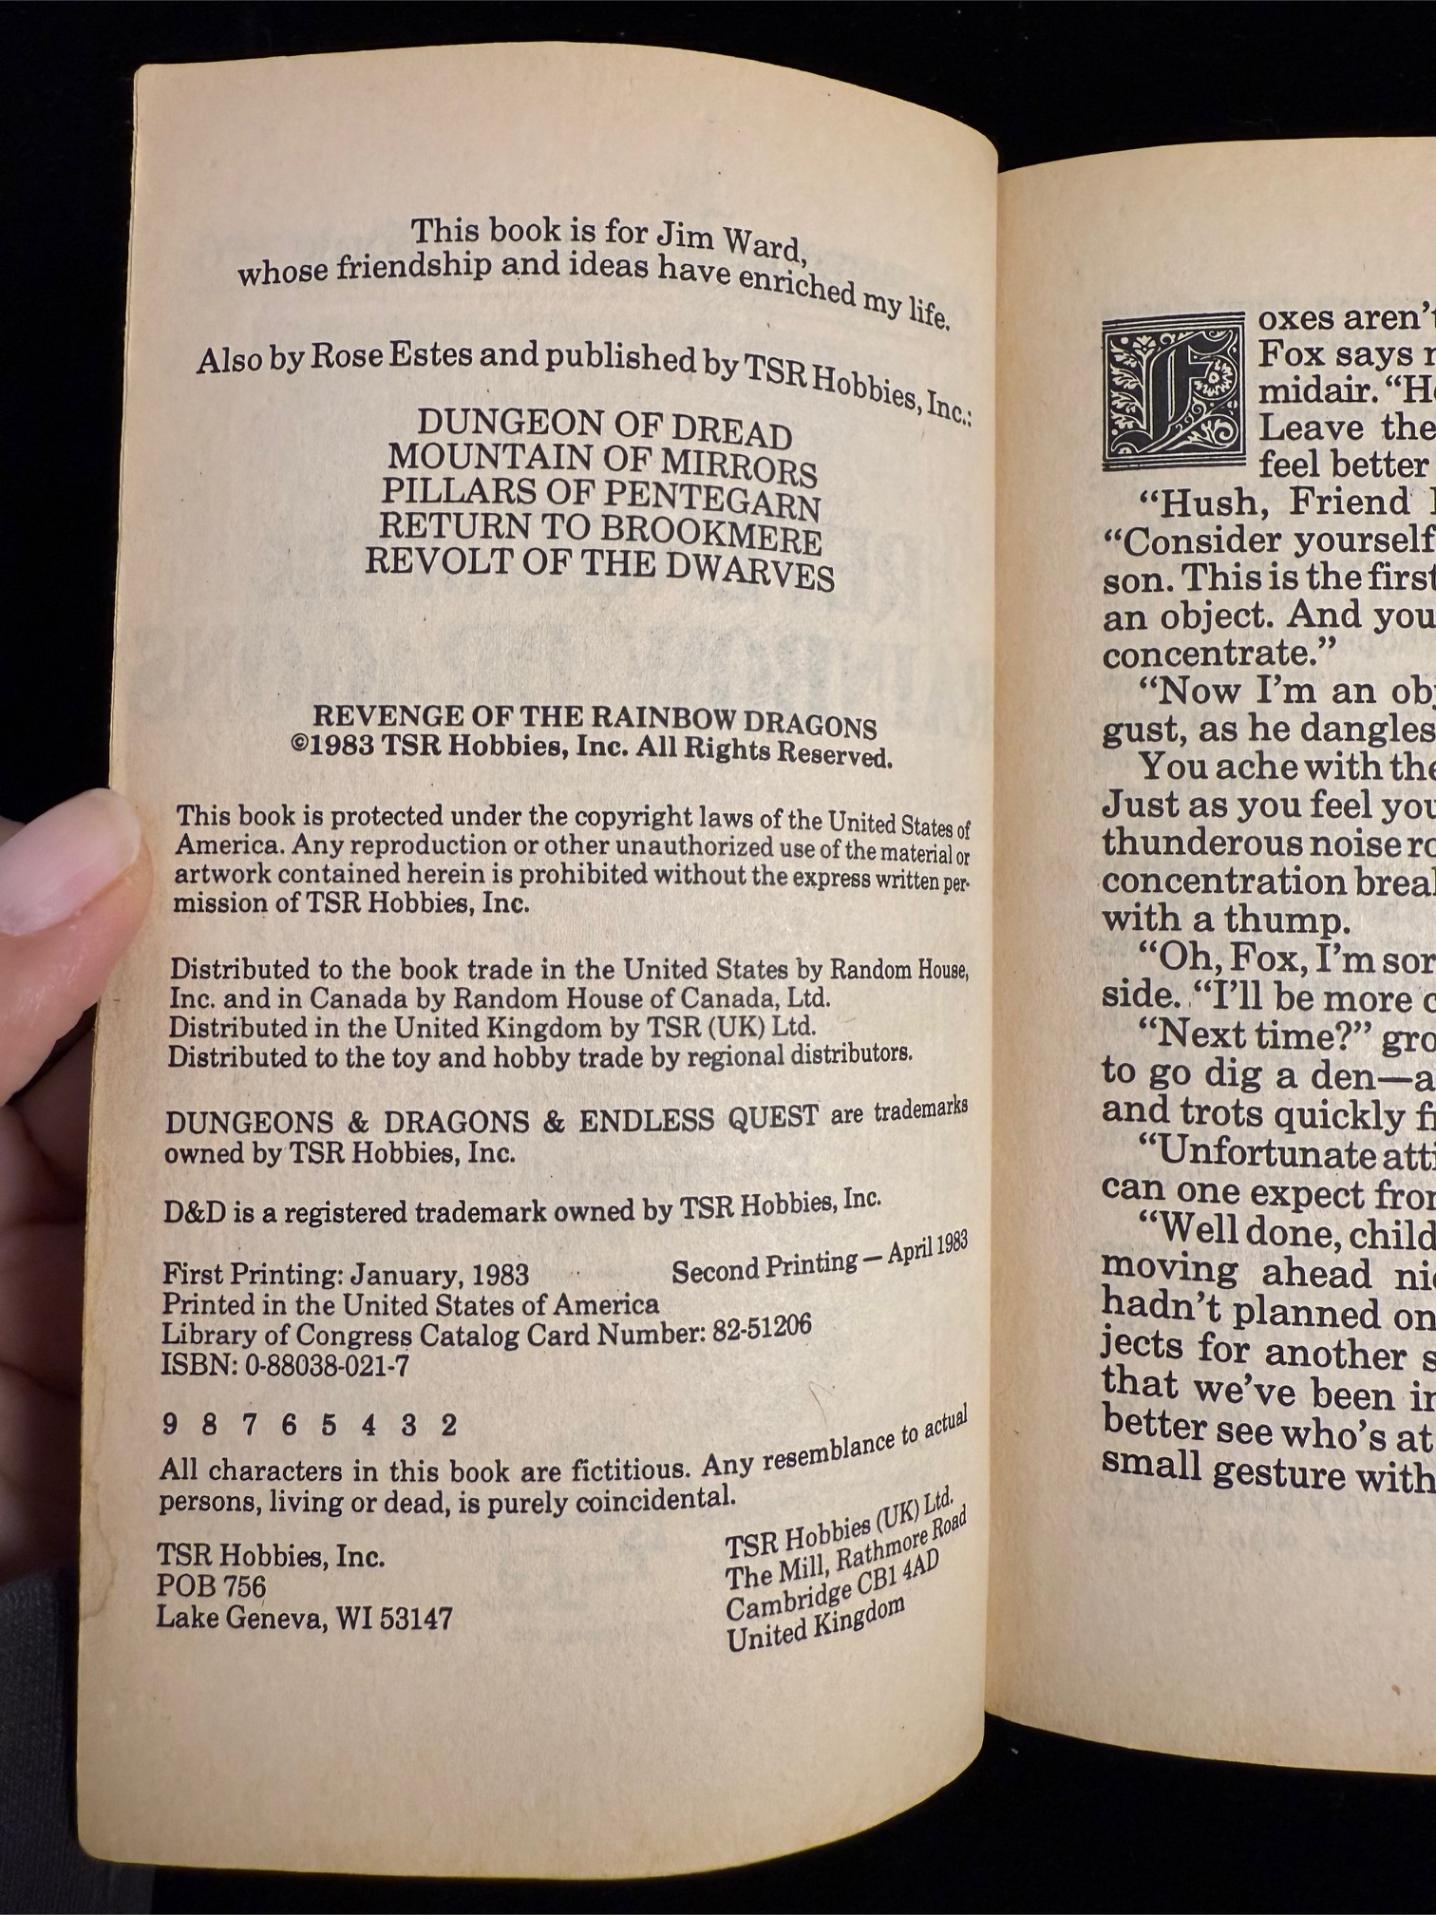 This book is for Jim Ward,
whose friendship and ideas have enriched my life.
Also by Rose Estes and published by TSR Hobbies, Inc.:
DUNGEON OF DREAD
MOUNTAIN OF MIRRORS
PILLARS OF PENTEGARN
RETURN TO BROOKMERE
REVOLT OF THE DWARVES
REVENGE OF THE RAINBOW DRAGONS
©1983 TSR Hobbies, Inc. All Rights Reserved.
This book is protected under the copyright laws of the United States of
America. Any reproduction or other unauthorized use of the material or
artwork contained herein is prohibited without the express written per-
mission of TSR Hobbies, Inc.
Distributed to the book trade in the United States by Random House,
Inc. and in Canada by Random House of Canada, Ltd.
Distributed in the United Kingdom by TSR (UK) Ltd.
Distributed to the toy and hobby trade by regional distributors.
DUNGEONS & DRAGONS & ENDLESS QUEST are trademarks
owned by TSR Hobbies, Inc.
D&D is a registered trademark owned by TSR Hobbies, Inc.
First Printing: January, 1983 Second Printing — April 1983
Printed in the United States of America
Library of Congress Catalog Card Number: 82-51206
ISBN: 0-88038-021-7
9 8 7 6 5 4 3 2
All characters in this book are fictitious. Any resemblance to actual
persons, living or dead, is purely coincidental.
TSR Hobbies, Inc.
POB 756
Lake Geneva, WI 53147
TSR Hobbies (UK) Ltd.
The Mill, Rathmore Road
Cambridge CB1 4AD
United Kingdom
Foxes aren't
Fox says
midair. "
Leave the
feel better
"Hush, Friend
"Consider yourself
son. This is the first
an object. And you
concentrate."
"Now I'm an
gust, as he dangles
You ache with the
Just as you feel you
thunderous noise
concentration
with a thump.
"Oh, Fox, I'm
side. "I'll be more
"Next time?"
to go dig a den—a
and trots quickly
"Unfortunate
can one expect
"Well done, child
moving ahead
hadn't planned on
jects for another
that we've been
better see who's at
small gesture with